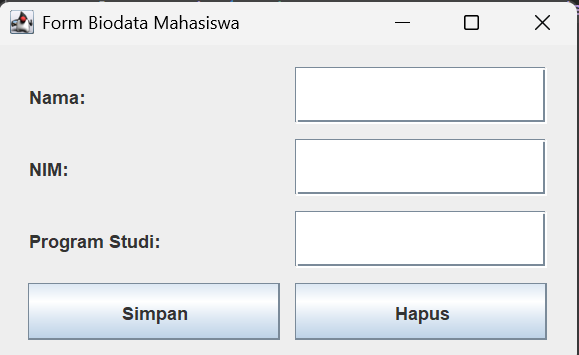 Form Biodata Mahasiswa
Nama:
NIM:
Program Studi:
Simpan Hapus